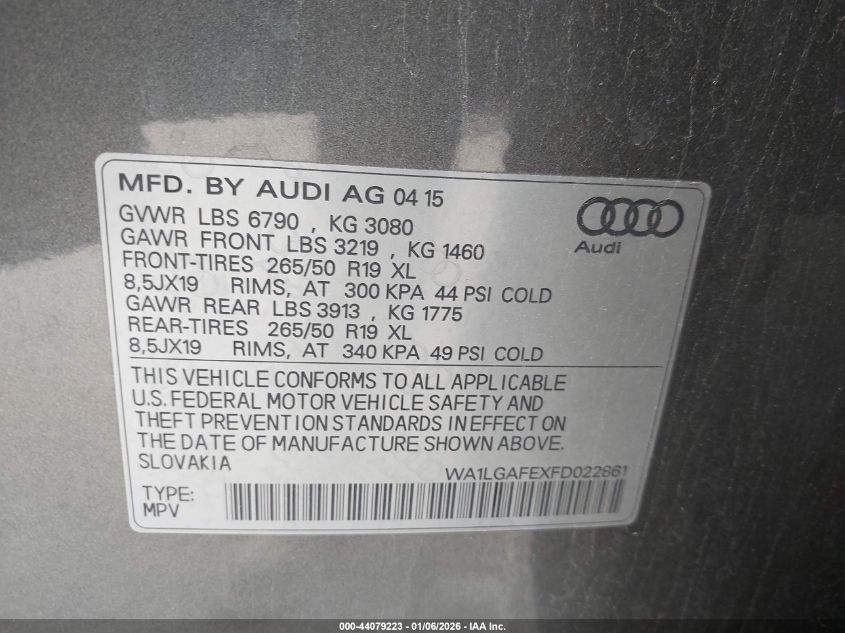 MFD. BY AUDI AG 04 15
GVWR LBS 6790 , KG 3080
GAWR FRONT LBS 3219 , KG 1460
FRONT-TIRES 265/50 R19 XL
8,5JX19 RIMS, AT 300 KPA 44 PSI COLD
GAWR REAR LBS 3913 , KG 1775
REAR-TIRES 265/50 R19 XL
8,5JX19 RIMS, AT 340 KPA 49 PSI COLD
Audi
THIS VEHICLE CONFORMS TO ALL APPLICABLE
U.S. FEDERAL MOTOR VEHICLE SAFETY AND
THEFT PREVENTION STANDARDS IN EFFECT ON
THE DATE OF MANUFACTURE SHOWN ABOVE.
SLOVAKIA
WA1LGAFEXFD022861
TYPE:
MPV
000-44079223 - 01/06/2026 - IAA Inc.